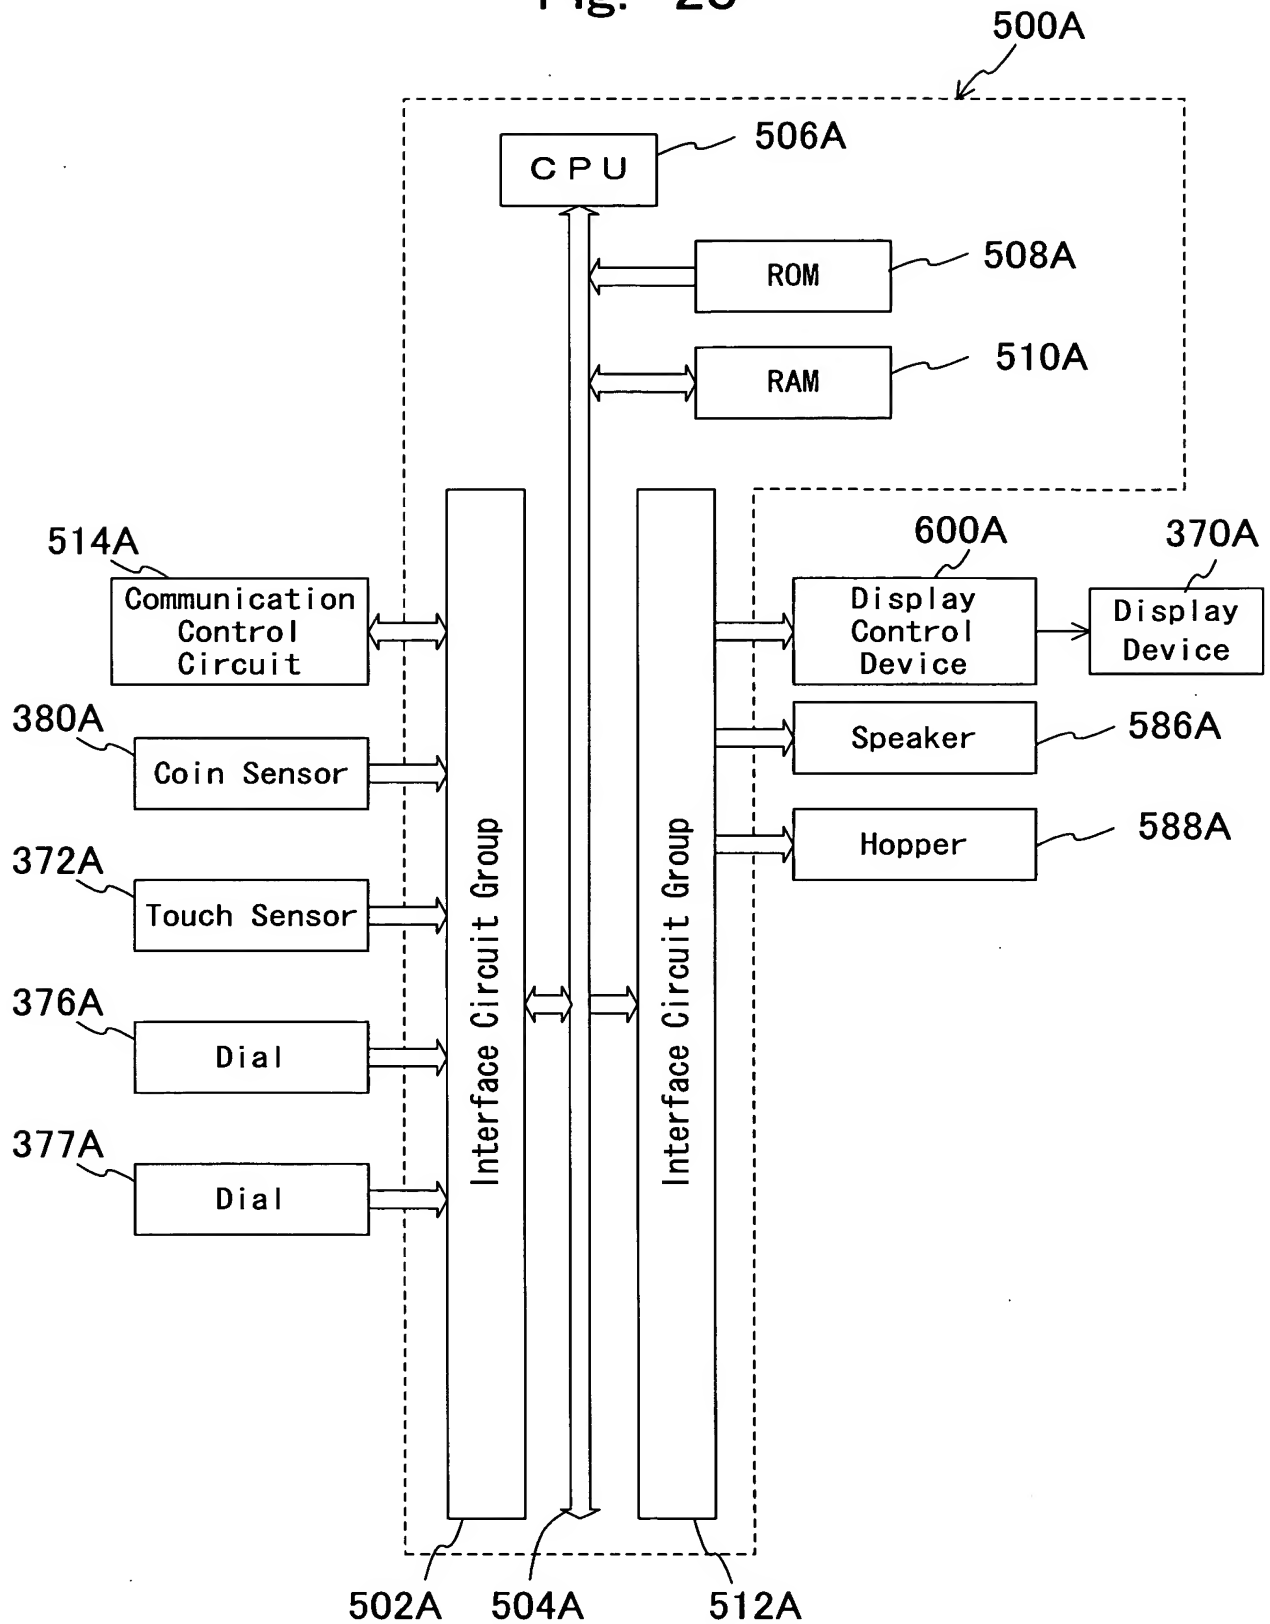 500A
506A
CPU
508A
ROM
510A
RAM
514A
Communication
Control
Circuit
600A
Display
Control
Device
370A
Display
Device
380A
Coin Sensor
586A
Speaker
372A
Touch Sensor
588A
Hopper
376A
Dial
377A
Dial
Interface Circuit Group
Interface Circuit Group
502A
504A
512A